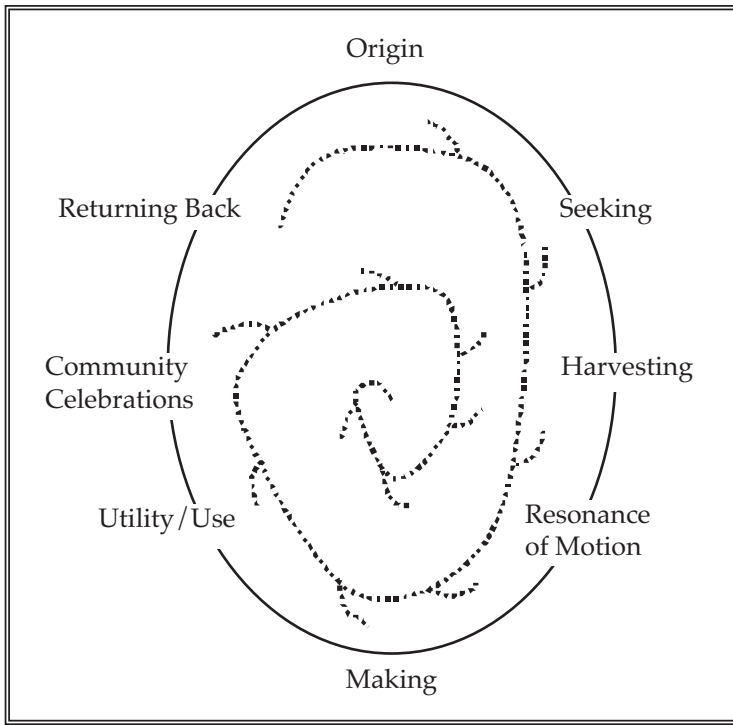 Origin
Returning Back
Seeking
Community
Celebrations
Harvesting
Utility/Use
Resonance
of Motion
Making